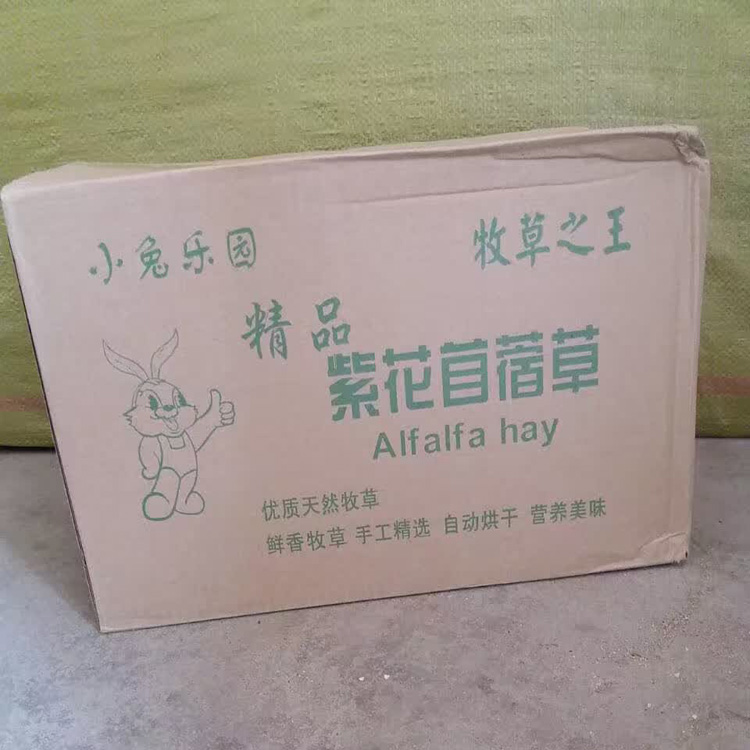 小兔乐园
牧草之王
精品
紫花苜蓿草
Alfalfa hay
优质天然牧草
鲜香牧草 手工精选 自动烘干 营养美味